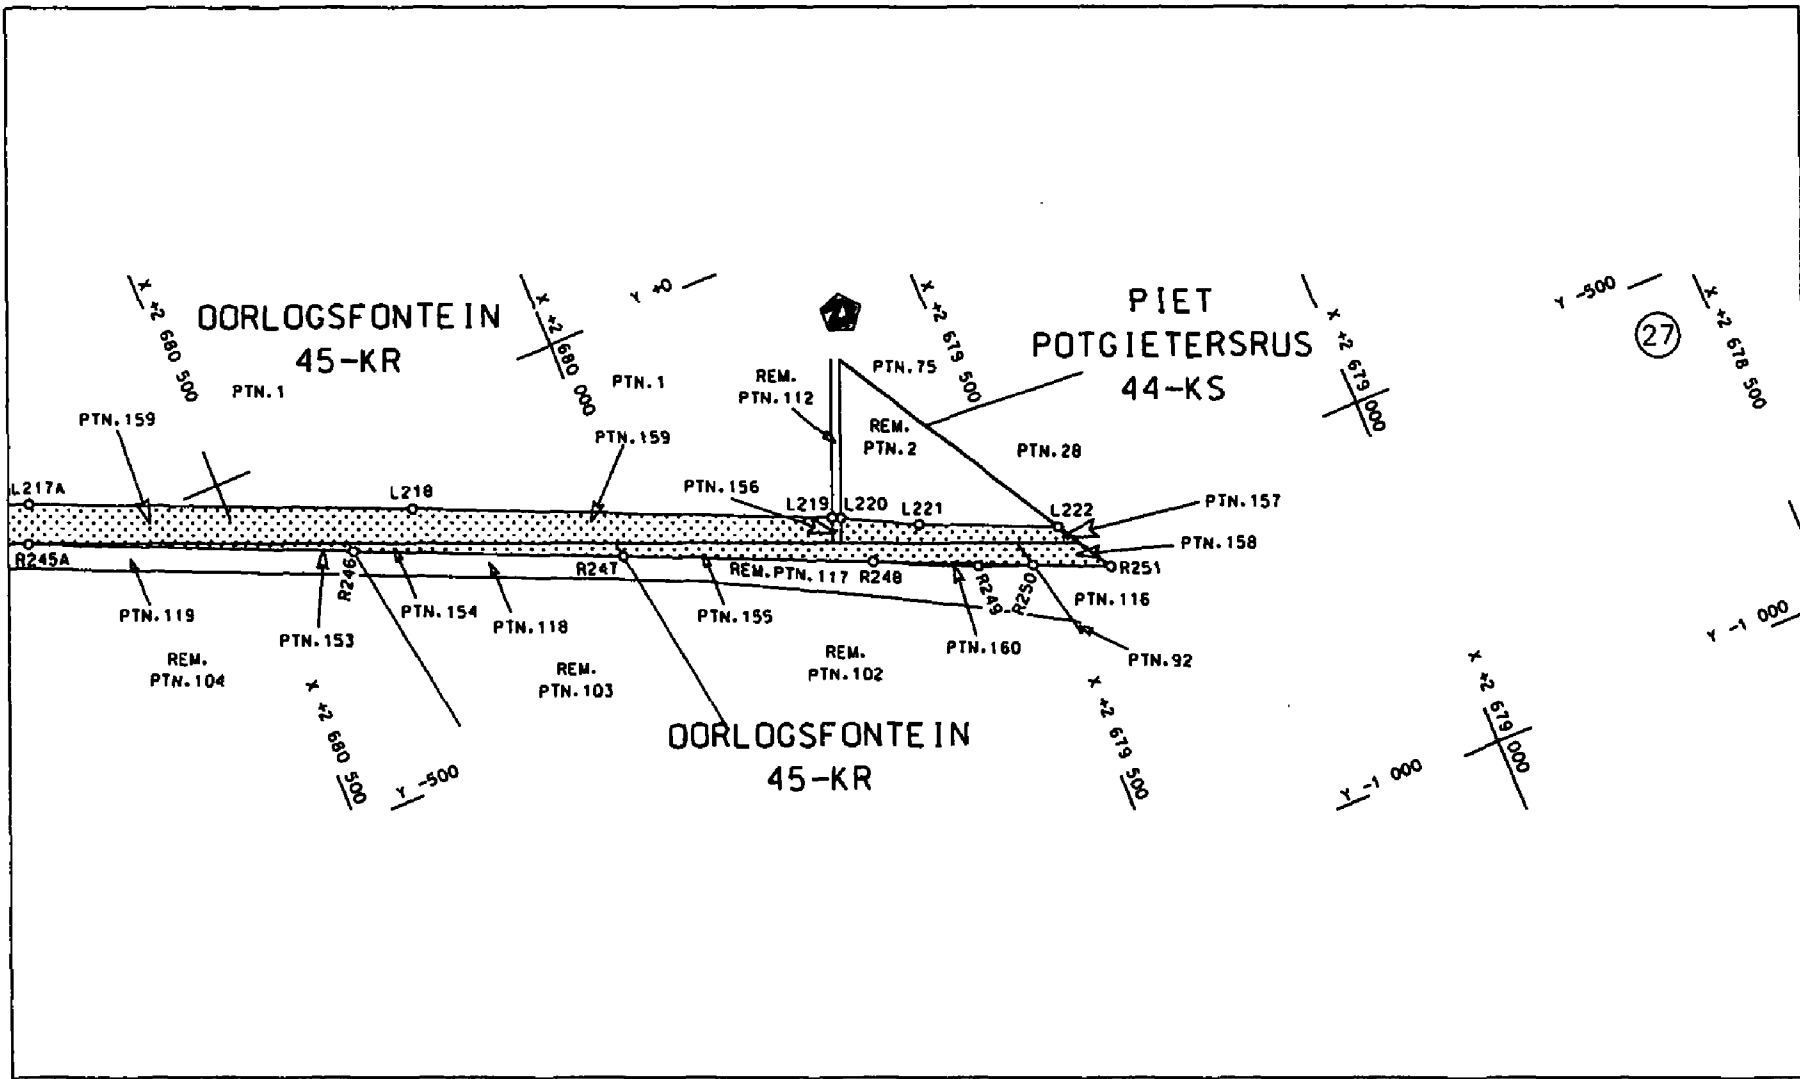 X +2 680 500
OORLOGSFONTEIN
45-KR
PTN.1
X +2 680 000
Y +0
PTN.1
X +2 679 500
PIET
POTGIETERSRUS
44-KS
X +2 679 000
Y -500
27
X +2 678 500
PTN.75
REM.
PTN.112
REM.
PTN.2
PTN.28
PTN.159
PTN.159
PTN.156
PTN.157
PTN.158
L217A
L218
L219
L220
L221
L222
R245A
R246
R247
R248
R249
R250
R251
REM.PTN.117
PTN.116
PTN.119
PTN.153
PTN.154
PTN.118
PTN.155
PTN.160
PTN.92
REM.
PTN.104
REM.
PTN.103
REM.
PTN.102
Y -1 000
X +2 680 500
Y -500
OORLOGSFONTEIN
45-KR
X +2 679 500
Y -1 000
X +2 679 000